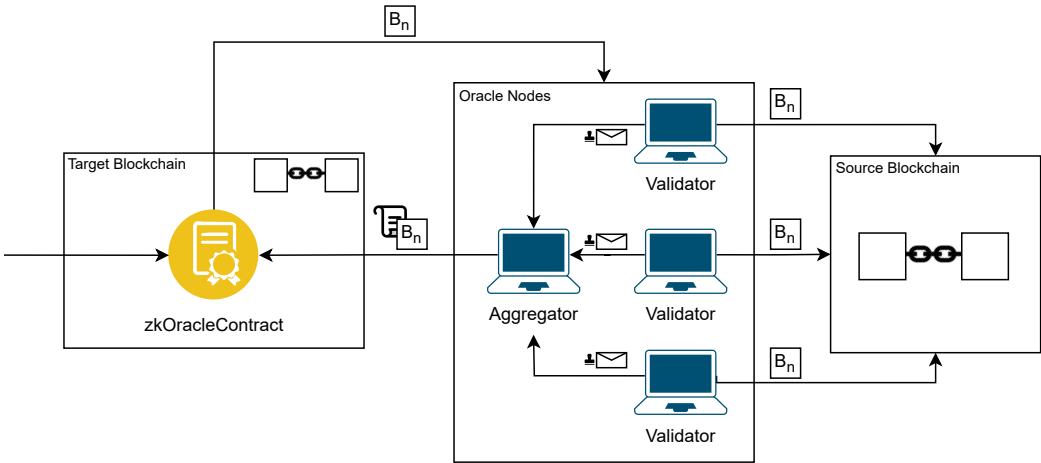 Bn
Oracle Nodes
Bn
Validator
Target Blockchain
Source Blockchain
Bn
Bn
zkOracleContract
Aggregator
Validator
Bn
Validator